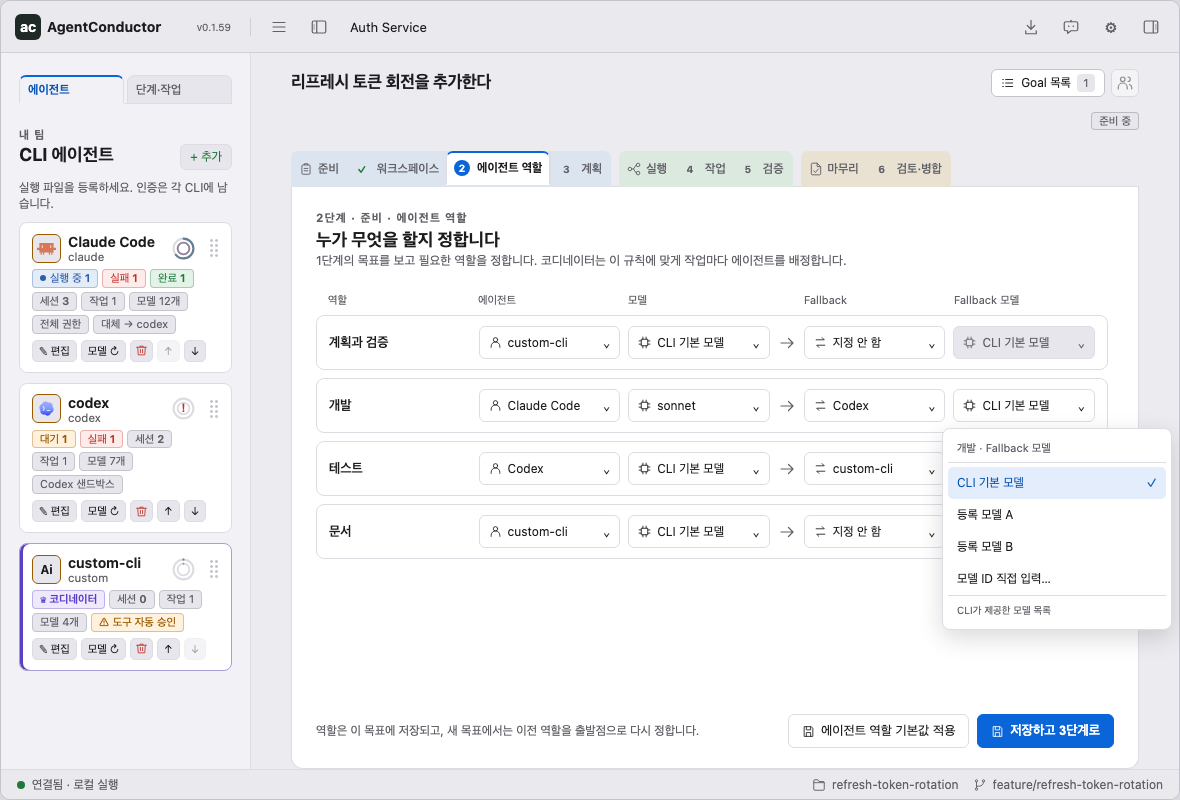 ac AgentConductor v0.1.59 Auth Service
에이전트 단계·작업
내 팀
CLI 에이전트
+ 추가
실행 파일을 등록하세요. 인증은 각 CLI에 남
습니다.
Claude Code
claude
실행 중 1 실패 1 완료 1
세션 3 작업 1 모델 12개
전체 권한 대체 → codex
✎ 편집 모델 ↻ ↑ ↓
codex
codex
대기 1 실패 1 세션 2
작업 1 모델 7개
Codex 샌드박스
✎ 편집 모델 ↻ ↑ ↓
Ai custom-cli
custom
코디네이터 세션 0 작업 1
모델 4개 ⚠ 도구 자동 승인
✎ 편집 모델 ↻ ↑ ↓
리프레시 토큰 회전을 추가한다
Goal 목록 1
준비 중
준비 ✓ 워크스페이스 2 에이전트 역할 3 계획 실행 4 작업 5 검증 마무리 6 검토·병합
2단계 · 준비 · 에이전트 역할
누가 무엇을 할지 정합니다
1단계의 목표를 보고 필요한 역할을 정합니다. 코디네이터는 이 규칙에 맞게 작업마다 에이전트를 배정합니다.
역할 에이전트 모델 Fallback Fallback 모델
계획과 검증 custom-cli CLI 기본 모델 → 지정 안 함 CLI 기본 모델
개발 Claude Code sonnet → Codex CLI 기본 모델
테스트 Codex CLI 기본 모델 → custom-cli
문서 custom-cli CLI 기본 모델 → 지정 안 함
개발 · Fallback 모델
CLI 기본 모델 ✓
등록 모델 A
등록 모델 B
모델 ID 직접 입력...
CLI가 제공한 모델 목록
역할은 이 목표에 저장되고, 새 목표에서는 이전 역할을 출발점으로 다시 정합니다.
에이전트 역할 기본값 적용
저장하고 3단계로
연결됨 · 로컬 실행
refresh-token-rotation feature/refresh-token-rotation